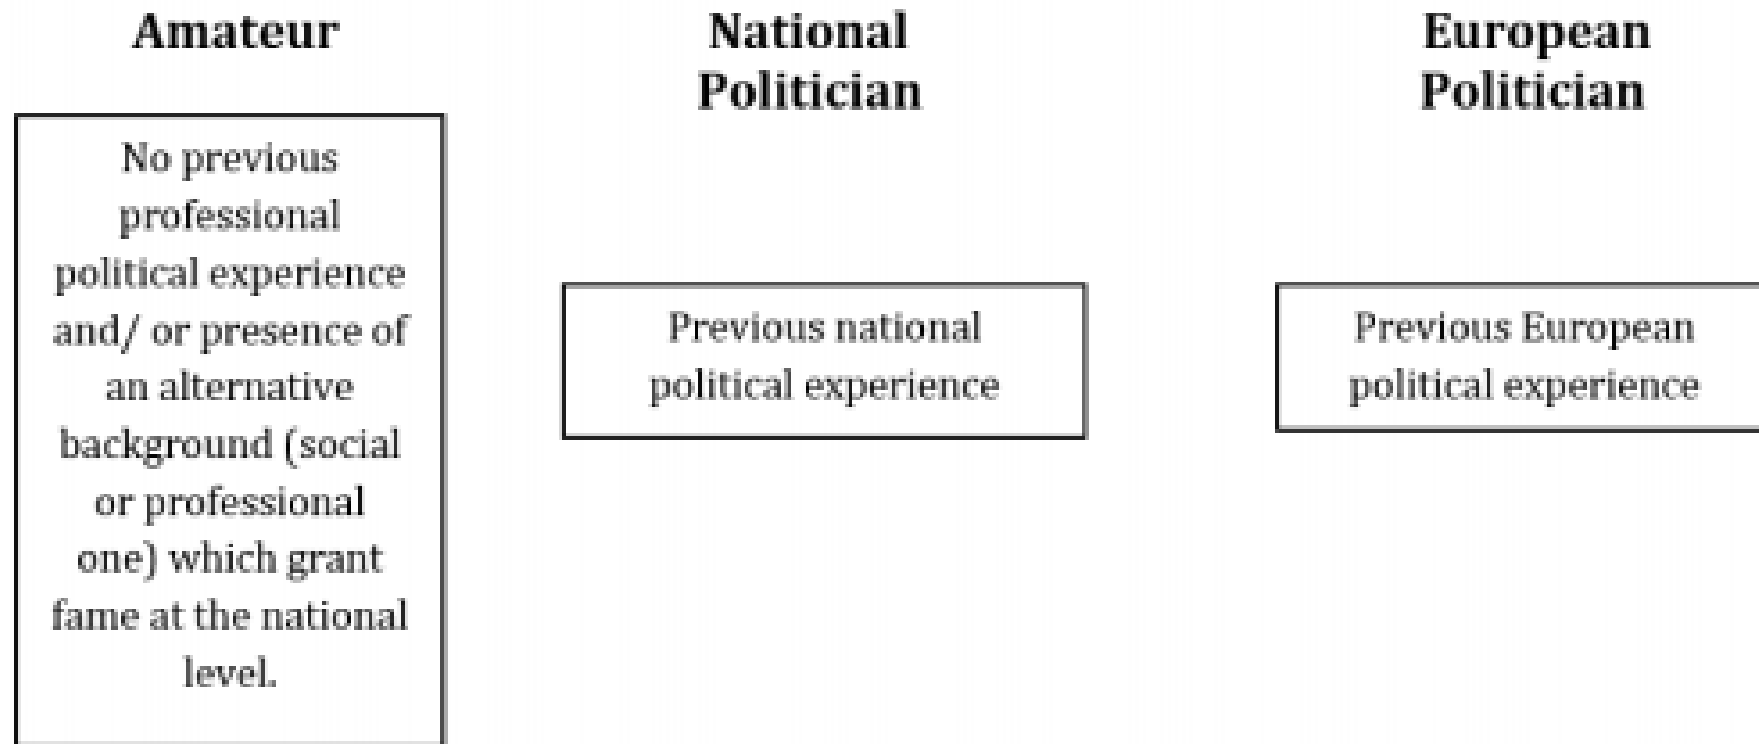 Amateur
No previous
professional
political experience
and/ or presence of
an alternative
background (social
or professional
one) which grant
fame at the national
level.
National
Politician
Previous national
political experience
European
Politician
Previous European
political experience